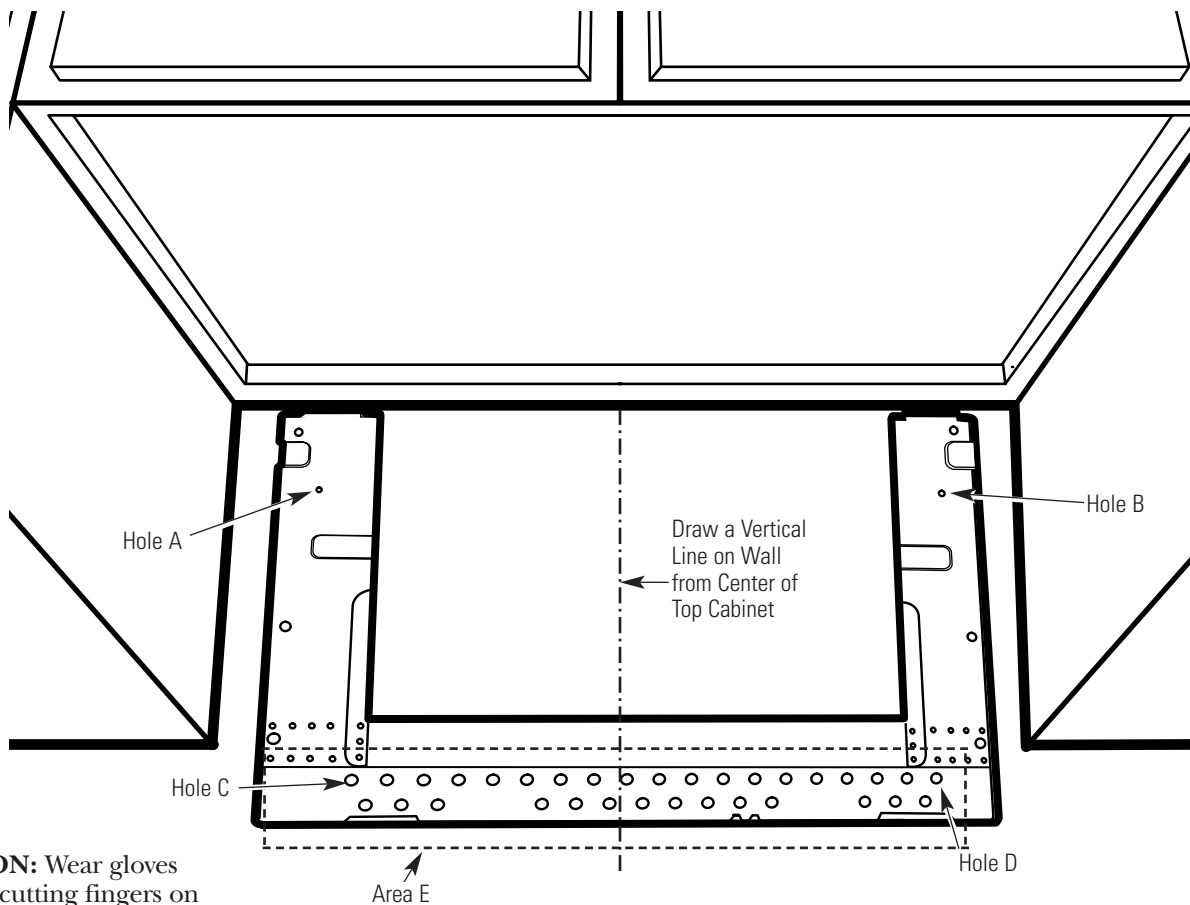 Hole A
Hole B
Draw a Vertical
Line on Wall
from Center of
Top Cabinet
Hole C
Hole D
Area E
ON: Wear gloves
cutting fingers on